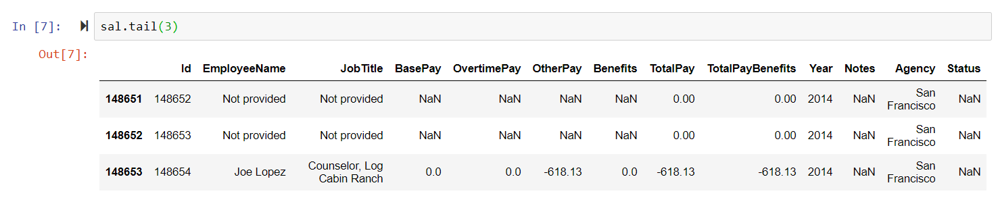 In [7]: sal.tail(3)
Out[7]:
Id EmployeeName JobTitle BasePay OvertimePay OtherPay Benefits TotalPay TotalPayBenefits Year Notes Agency Status
148651 148652 Not provided Not provided NaN NaN NaN NaN 0.00 0.00 2014 NaN San Francisco NaN
148652 148653 Not provided Not provided NaN NaN NaN NaN 0.00 0.00 2014 NaN San Francisco NaN
148653 148654 Joe Lopez Counselor, Log Cabin Ranch 0.0 0.0 -618.13 0.0 -618.13 -618.13 2014 NaN San Francisco NaN